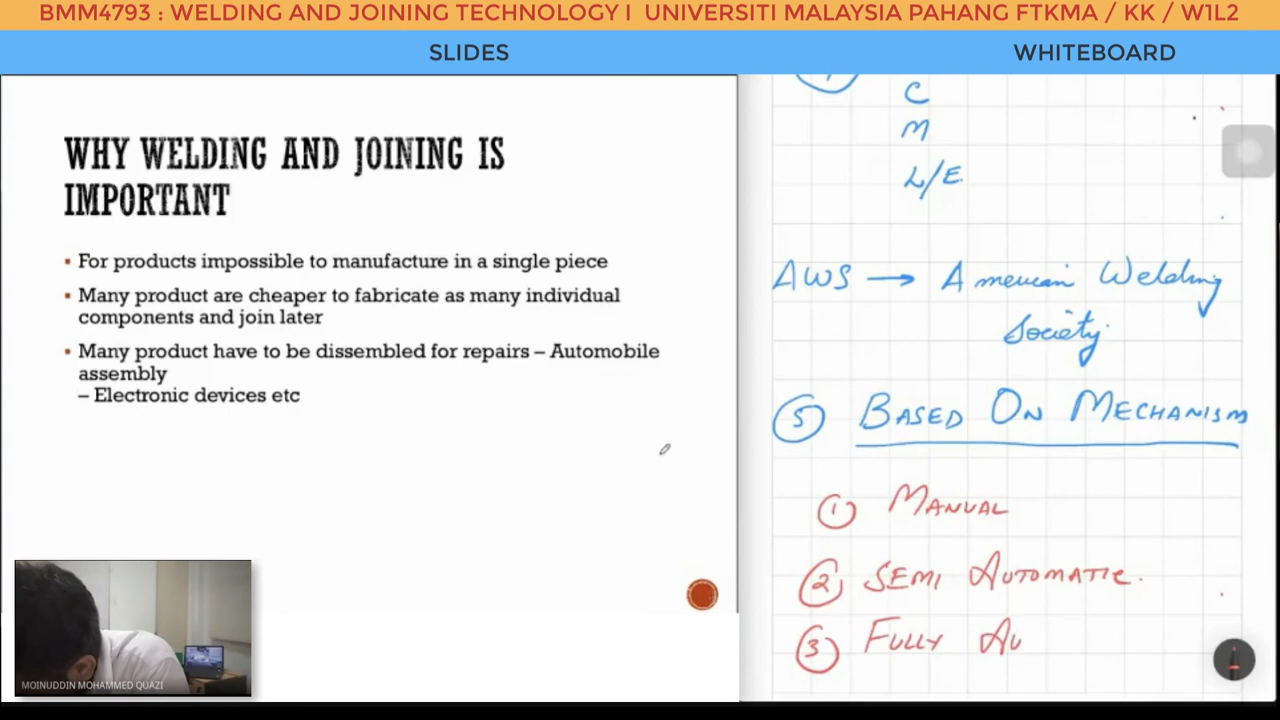 BMM4793 : WELDING AND JOINING TECHNOLOGY I UNIVERSITI MALAYSIA PAHANG FTKMA / KK / W1L2
SLIDES
WHITEBOARD
WHY WELDING AND JOINING IS
IMPORTANT
▪ For products impossible to manufacture in a single piece
▪ Many product are cheaper to fabricate as many individual
components and join later
▪ Many product have to be dissembled for repairs – Automobile
assembly
– Electronic devices etc
MOINUDDIN MOHAMMED QUAZI
C
M
L/E
AWS → American Welding
Society
5 BASED ON MECHANISM
1 MANUAL
2 SEMI AUTOMATIC.
3 FULLY AU